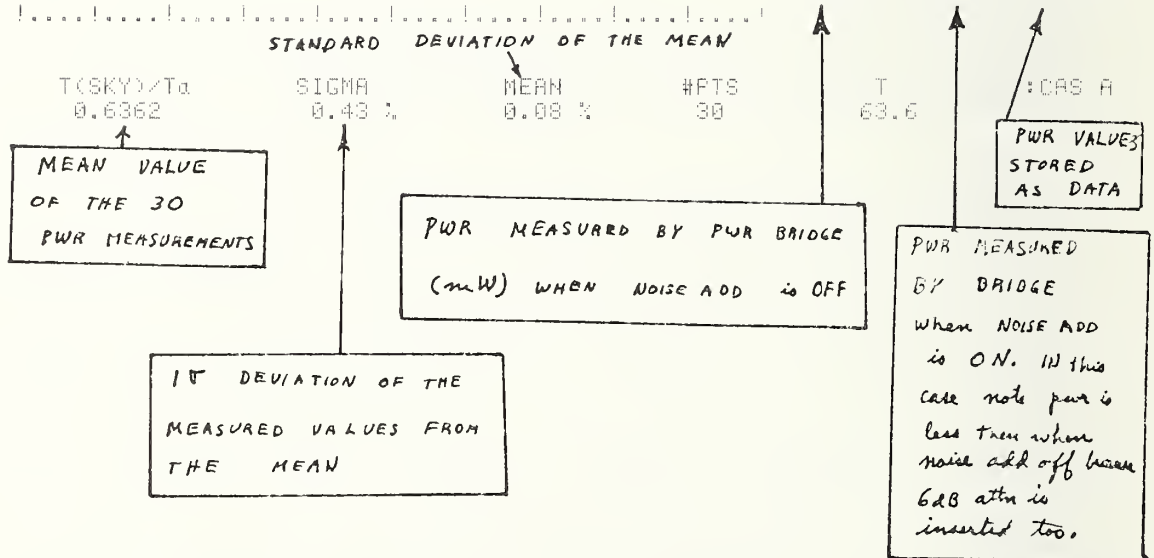 STANDARD DEVIATION OF THE MEAN
T(SKY)/Ta SIGMA MEAN #PTS T :CAS A
0.6362 0.43 % 0.08 % 30 63.6
MEAN VALUE
OF THE 30
PWR MEASUREMENTS
PWR MEASURED BY PWR BRIDGE
(mW) WHEN NOISE ADD is OFF
PWR VALUES
STORED
AS DATA
1σ DEVIATION OF THE
MEASURED VALUES FROM
THE MEAN
PWR MEASURED
BY BRIDGE
when NOISE ADD
is ON. IN this
case note pwr is
less then when
noise add off because
6dB attn is
inserted too.